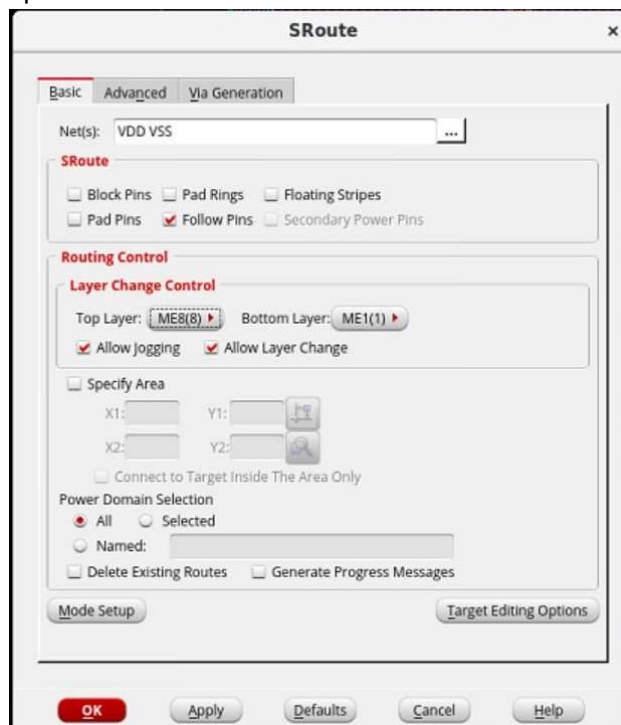 SRoute ×
Basic Advanced Via Generation
Net(s): VDD VSS ...
SRoute
Block Pins Pad Rings Floating Stripes
Pad Pins Follow Pins Secondary Power Pins
Routing Control
Layer Change Control
Top Layer: ME8(8) Bottom Layer: ME1(1)
Allow Jogging Allow Layer Change
Specify Area
X1: Y1:
X2: Y2:
Connect to Target Inside The Area Only
Power Domain Selection
All Selected
Named:
Delete Existing Routes Generate Progress Messages
Mode Setup Target Editing Options
OK Apply Defaults Cancel Help